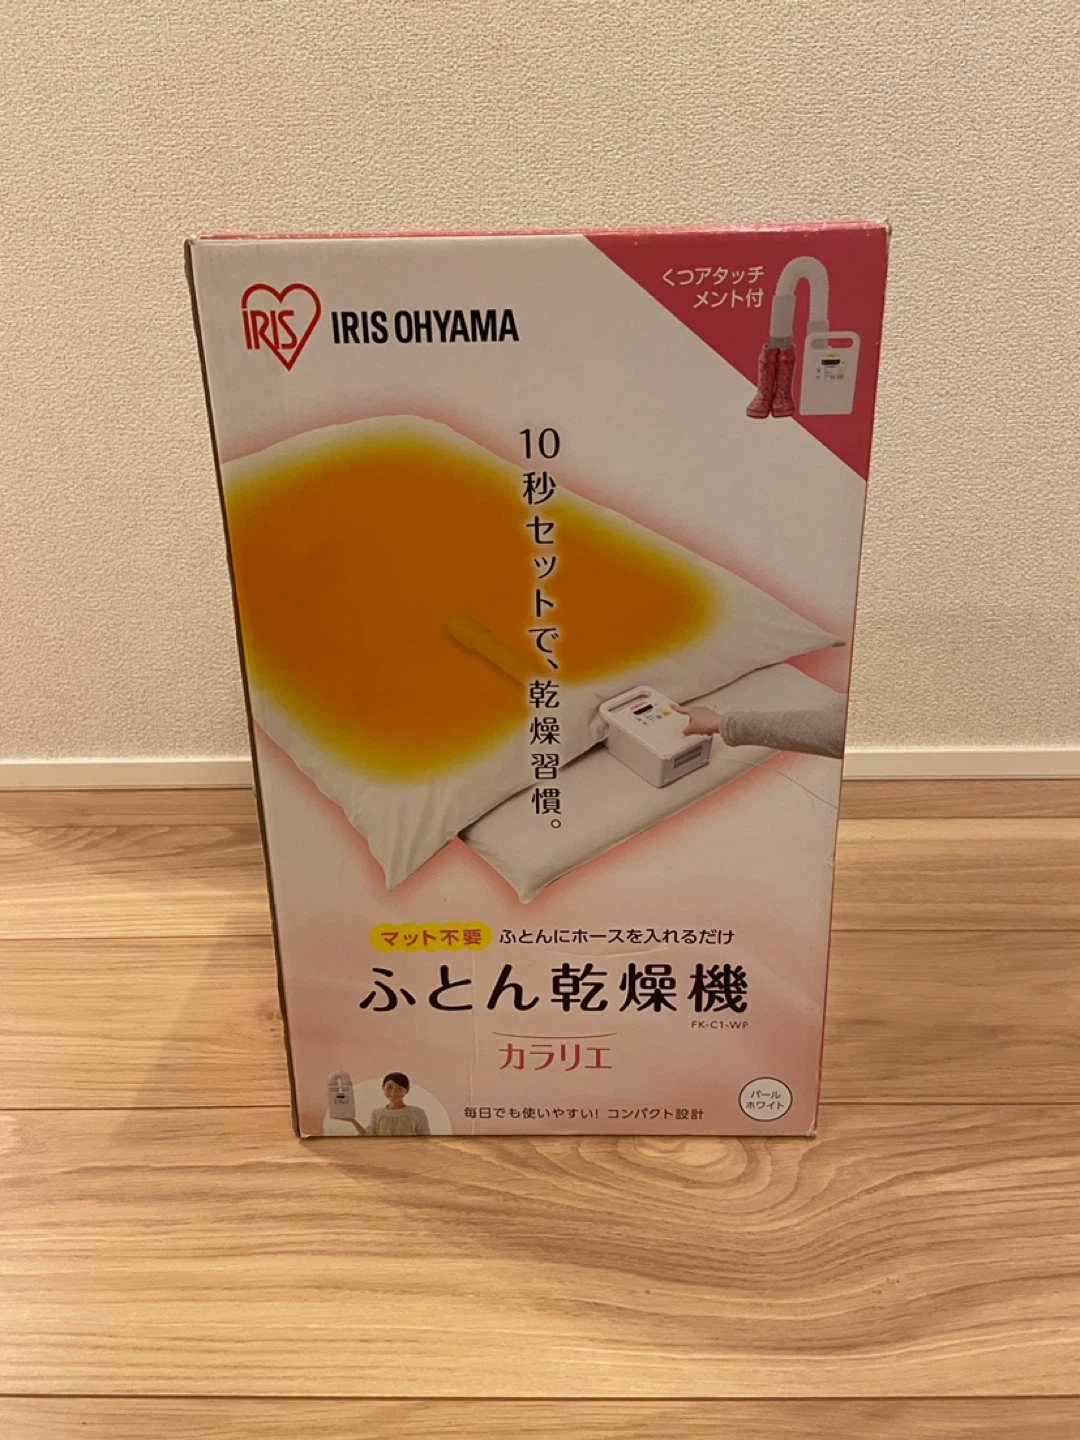 IRIS
IRIS OHYAMA
くつアタッチ
メント付
10秒セットで、乾燥習慣。
マット不要 ふとんにホースを入れるだけ
ふとん乾燥機
FK-C1-WP
カラリエ
毎日でも使いやすい! コンパクト設計
パール
ホワイト